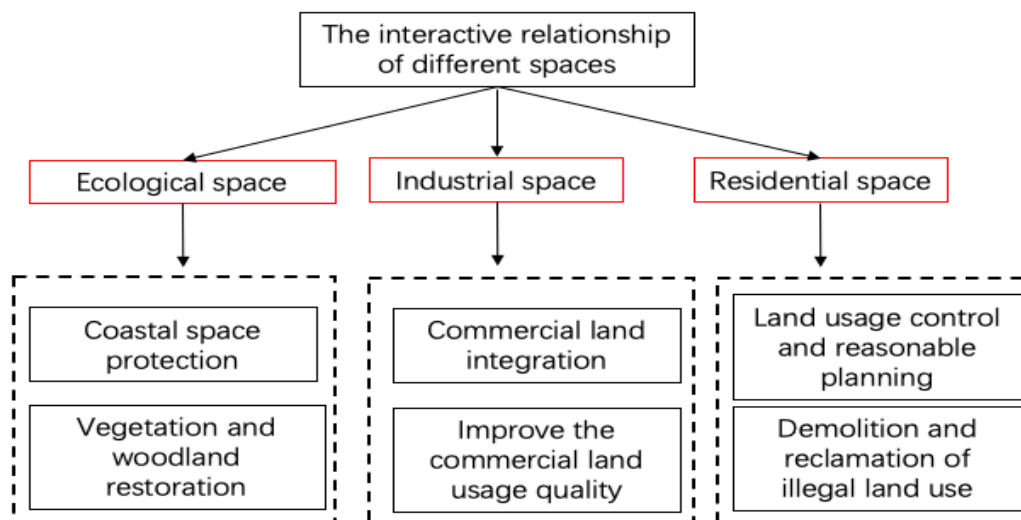 The interactive relationship
of different spaces
Ecological space
Industrial space
Residential space
Coastal space
protection
Vegetation and
woodland
restoration
Commercial land
integration
Improve the
commercial land
usage quality
Land usage control
and reasonable
planning
Demolition and
reclamation of
illegal land use